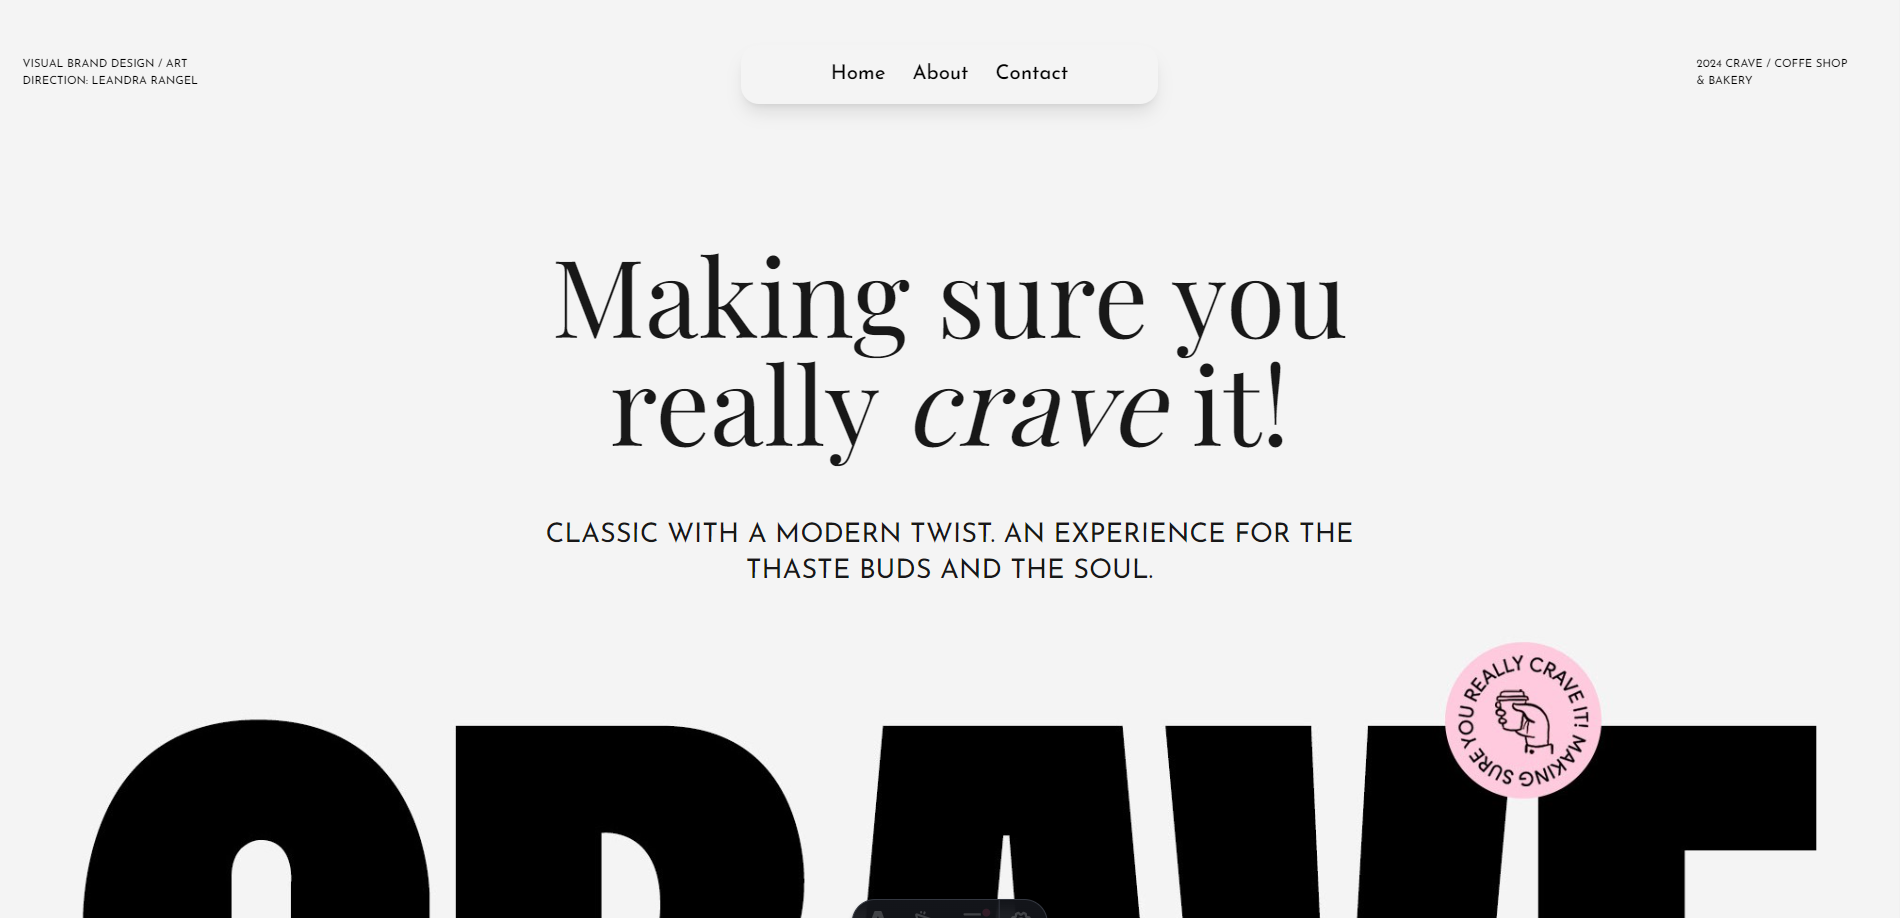 VISUAL BRAND DESIGN / ART
DIRECTION: LEANDRA RANGEL
Home About Contact
2024 CRAVE / COFFE SHOP
& BAKERY
Making sure you
really crave it!
CLASSIC WITH A MODERN TWIST. AN EXPERIENCE FOR THE
THASTE BUDS AND THE SOUL.
MAKING SURE YOU REALLY CRAVE IT!
CRAVE